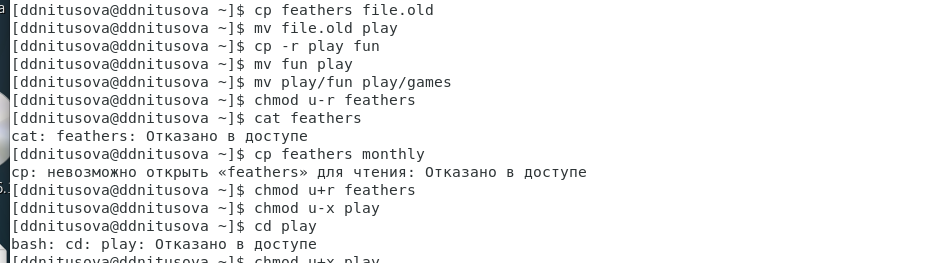 [ddnitusova@ddnitusova ~]$ cp feathers file.old
[ddnitusova@ddnitusova ~]$ mv file.old play
[ddnitusova@ddnitusova ~]$ cp -r play fun
[ddnitusova@ddnitusova ~]$ mv fun play
[ddnitusova@ddnitusova ~]$ mv play/fun play/games
[ddnitusova@ddnitusova ~]$ chmod u-r feathers
[ddnitusova@ddnitusova ~]$ cat feathers
cat: feathers: Отказано в доступе
[ddnitusova@ddnitusova ~]$ cp feathers monthly
cp: невозможно открыть «feathers» для чтения: Отказано в доступе
[ddnitusova@ddnitusova ~]$ chmod u+r feathers
[ddnitusova@ddnitusova ~]$ chmod u-x play
[ddnitusova@ddnitusova ~]$ cd play
bash: cd: play: Отказано в доступе
[ddnitusova@ddnitusova ~]$ chmod u+x play